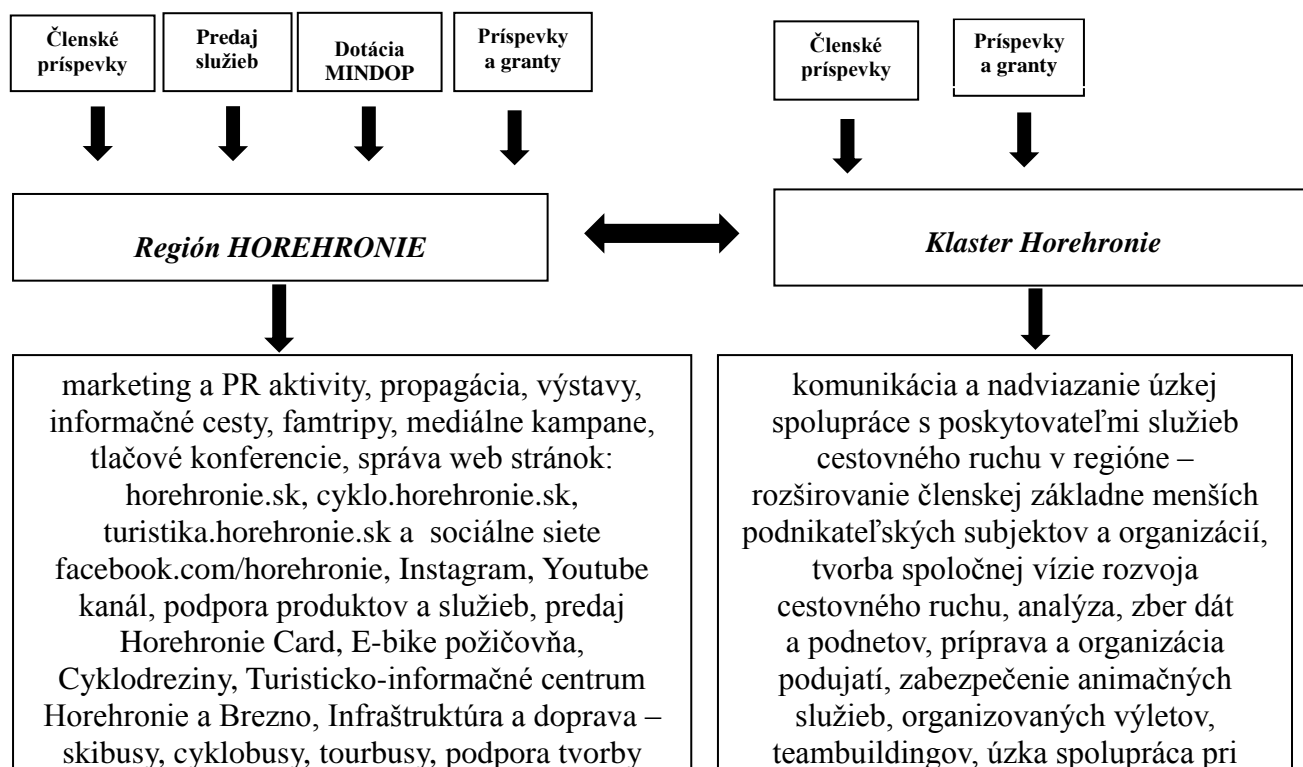 Členské
príspevky
Predaj
služieb
Dotácia
MINDOP
Príspevky
a granty
Členské
príspevky
Príspevky
a granty
Región HOREHRONIE
Klaster Horehronie
marketing a PR aktivity, propagácia, výstavy,
informačné cesty, famtripy, mediálne kampane,
tlačové konferencie, správa web stránok:
horehronie.sk, cyklo.horehronie.sk,
turistika.horehronie.sk a sociálne siete
facebook.com/horehronie, Instagram, Youtube
kanál, podpora produktov a služieb, predaj
Horehronie Card, E-bike požičovňa,
Cyklodreziny, Turisticko-informačné centrum
Horehronie a Brezno, Infraštruktúra a doprava –
skibusy, cyklobusy, tourbusy, podpora tvorby
komunikácia a nadviazanie úzkej
spolupráce s poskytovateľmi služieb
cestovného ruchu v regióne –
rozširovanie členskej základne menších
podnikateľských subjektov a organizácií,
tvorba spoločnej vízie rozvoja
cestovného ruchu, analýza, zber dát
a podnetov, príprava a organizácia
podujatí, zabezpečenie animačných
služieb, organizovaných výletov,
teambuildingov, úzka spolupráca pri